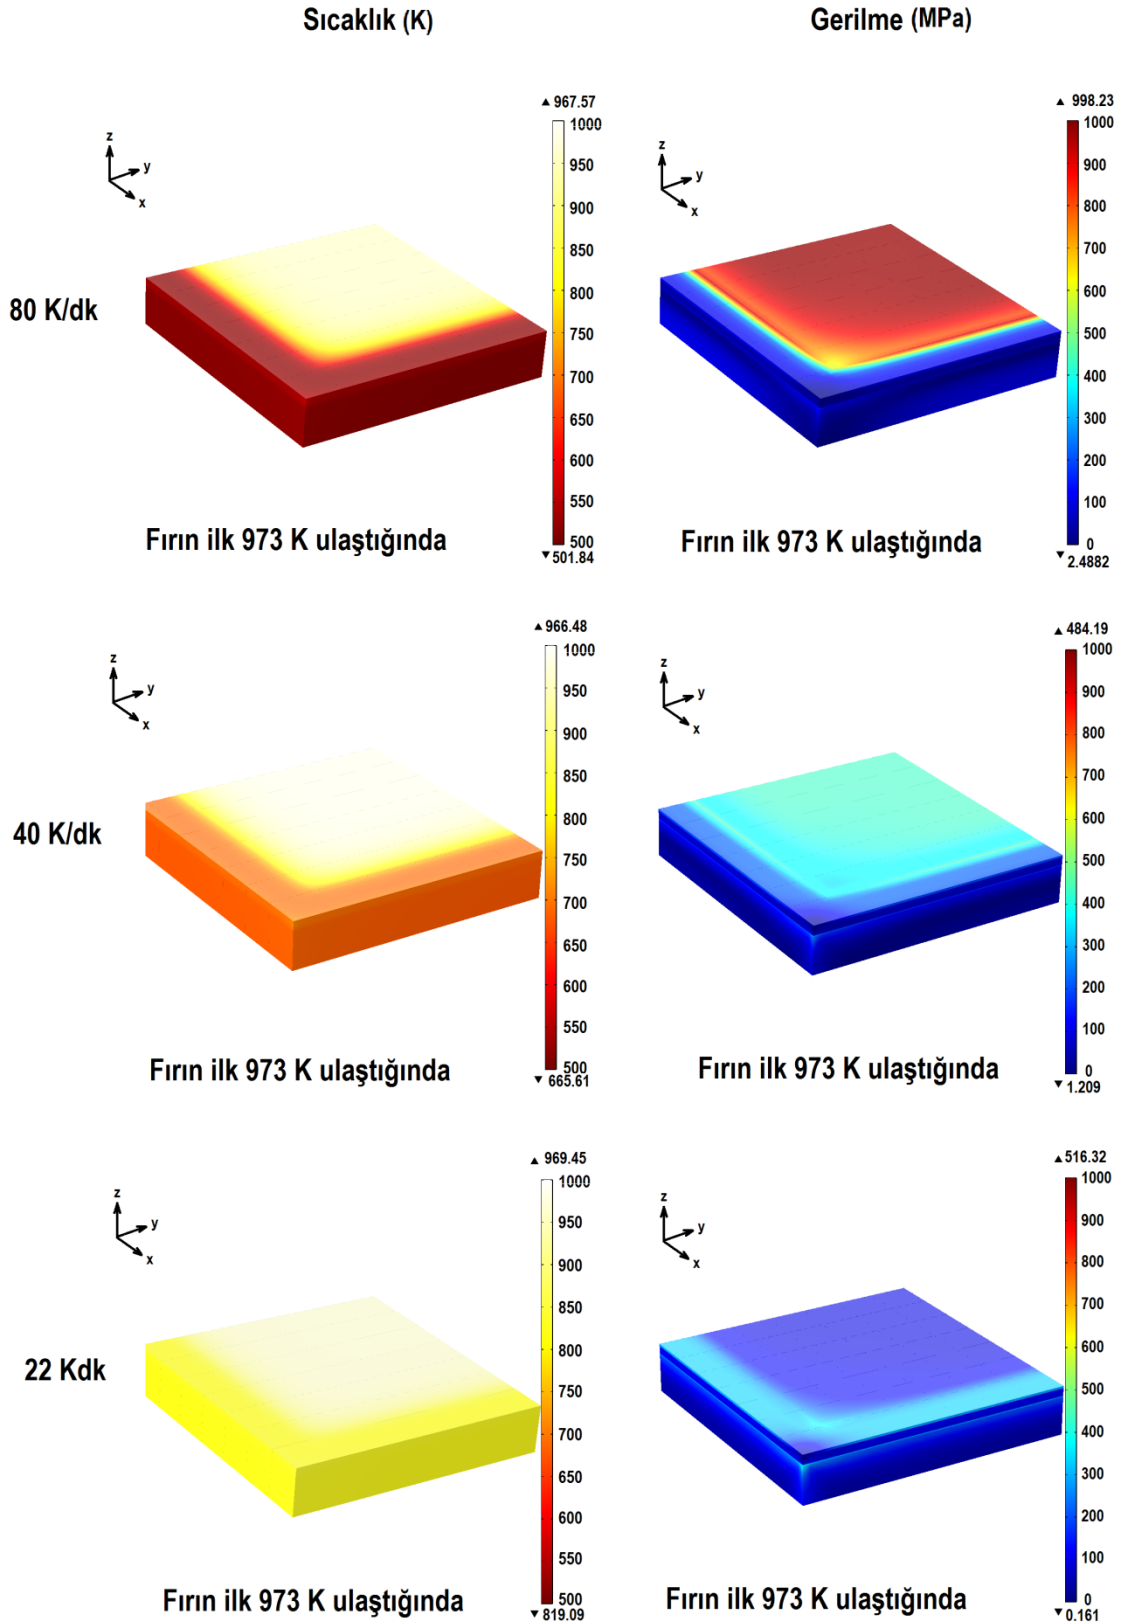 Sıcaklık (K)
Gerilme (MPa)
80 K/dk
z
y
x
▲ 967.57
1000
950
900
850
800
750
700
650
600
550
500
▼ 501.84
Fırın ilk 973 K ulaştığında
z
y
x
▲ 998.23
1000
900
800
700
600
500
400
300
200
100
0
▼ 2.4882
Fırın ilk 973 K ulaştığında
40 K/dk
z
y
x
▲ 966.48
1000
950
900
850
800
750
700
650
600
550
500
▼ 665.61
Fırın ilk 973 K ulaştığında
z
y
x
▲ 484.19
1000
900
800
700
600
500
400
300
200
100
0
▼ 1.209
Fırın ilk 973 K ulaştığında
22 Kdk
z
y
x
▲ 969.45
1000
950
900
850
800
750
700
650
600
550
500
▼ 819.09
Fırın ilk 973 K ulaştığında
z
y
x
▲ 516.32
1000
900
800
700
600
500
400
300
200
100
0
▼ 0.161
Fırın ilk 973 K ulaştığında